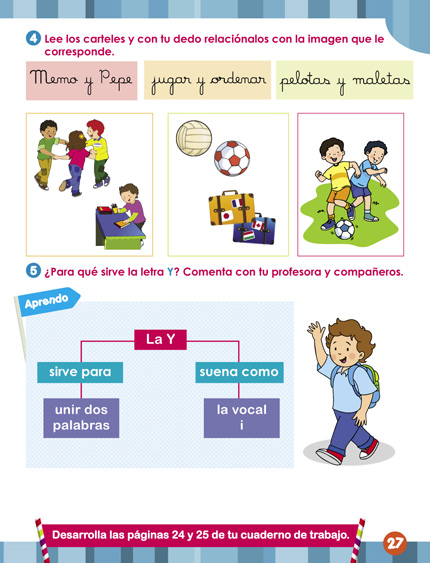 4 Lee los carteles y con tu dedo relaciónalos con la imagen que le
corresponde.
Memo y Pepe
jugar y ordenar
pelotas y maletas
5 ¿Para qué sirve la letra Y? Comenta con tu profesora y compañeros.
Aprendo
La Y
sirve para
suena como
unir dos
palabras
la vocal
i
Desarrolla las páginas 24 y 25 de tu cuaderno de trabajo.
27